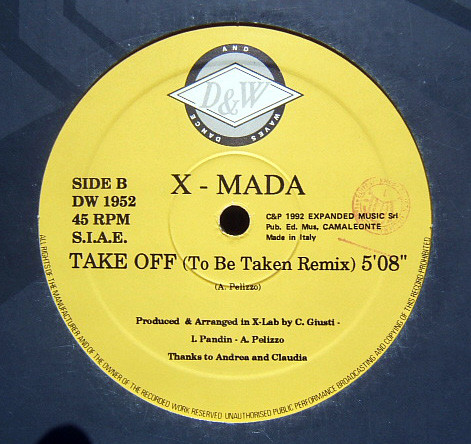 DANCE AND WAVES
D&W
X - MADA
SIDE B
DW 1952
45 RPM
S.I.A.E.
C&P 1992 EXPANDED MUSIC Srl
Pub. Ed. Mus, CAMALEONTE
Made in Italy
TAKE OFF (To Be Taken Remix) 5'08"
(A. Pelizzo)
Produced & Arranged in X-Lab by C. Giusti -
I. Pandin - A. Pelizzo
Thanks to Andrea and Claudia
ALL RIGHTS OF THE MANUFACTURER AND OF THE OWNER OF THE RECORDED WORK RESERVED UNAUTHORISED PUBLIC PERFORMANCE BROADCASTING AND COPYING OF THIS RECORD PROHIBITED